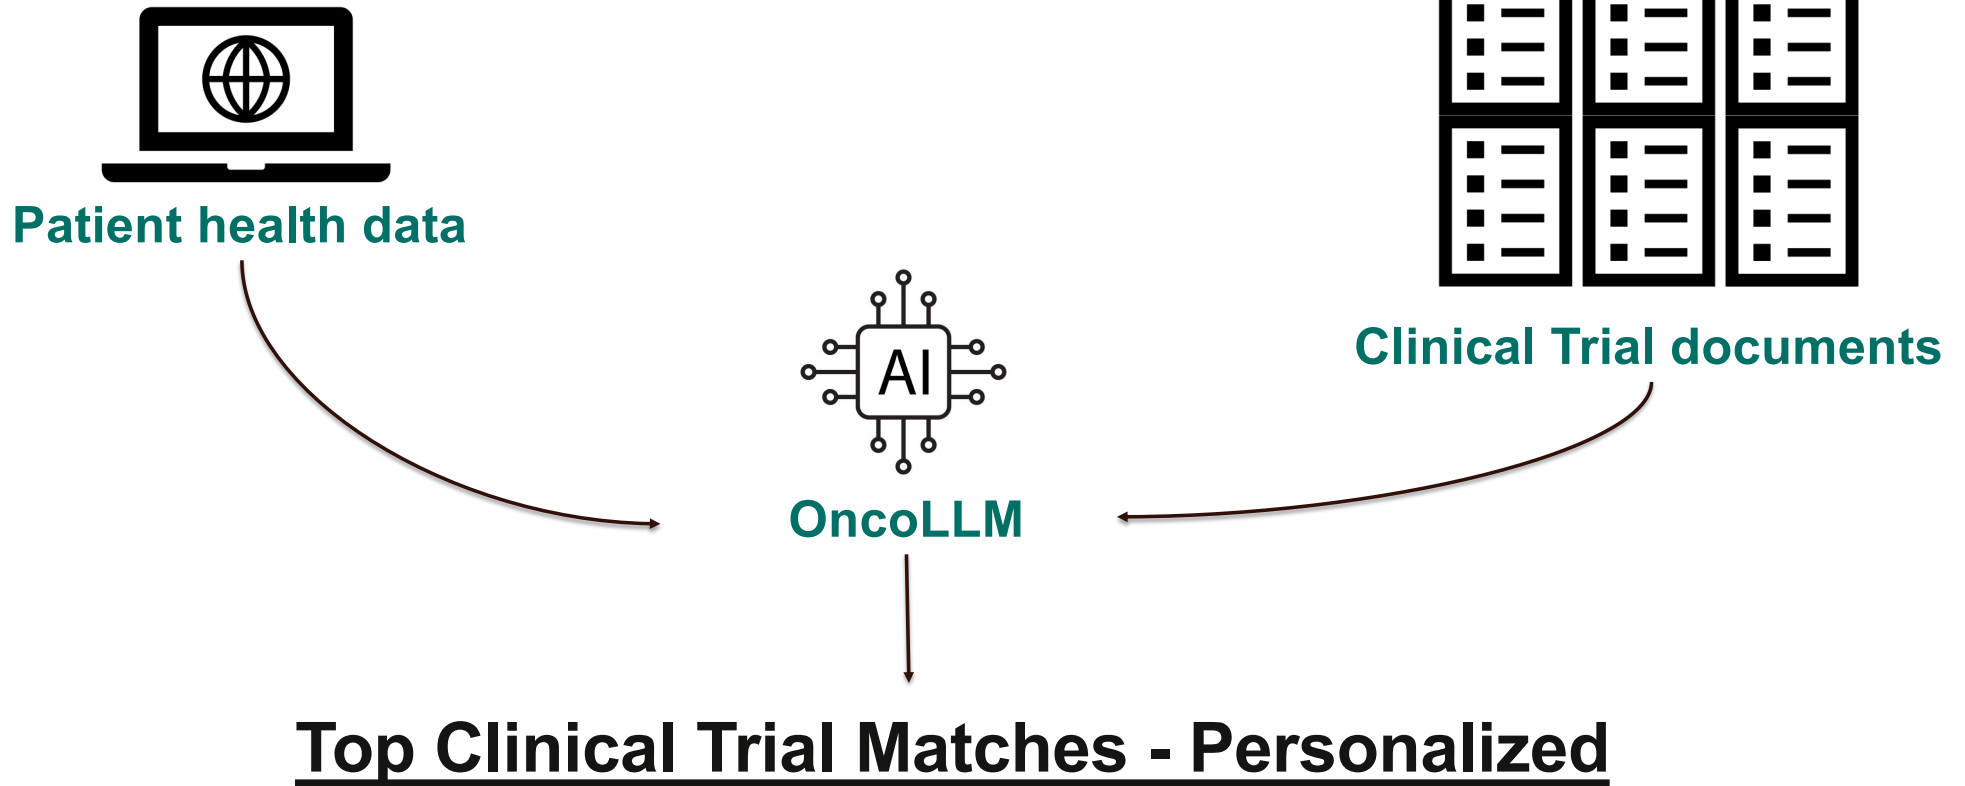 Patient health data
Clinical Trial documents
AI
OncoLLM
Top Clinical Trial Matches - Personalized